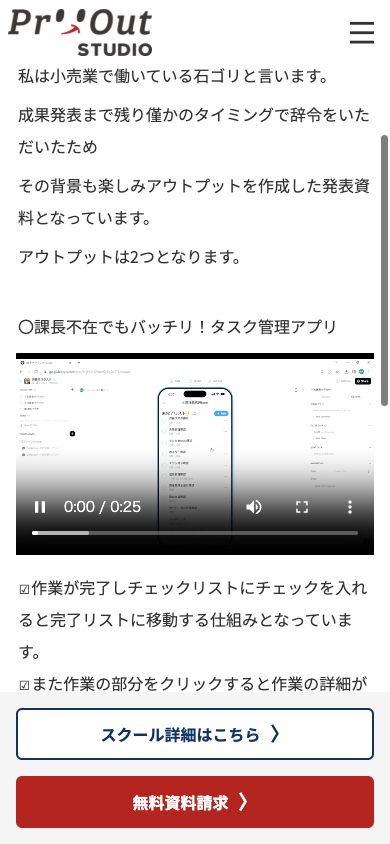 Pr Out
STUDIO
私は小売業で働いている石ゴリと言います。
成果発表まで残り僅かのタイミングで辞令をいた
だいたため
その背景も楽しみアウトプットを作成した発表資
料となっています。
アウトプットは2つとなります。
〇課長不在でもバッチリ！タスク管理アプリ
0:00 / 0:25
☑作業が完了しチェックリストにチェックを入れ
ると完了リストに移動する仕組みとなっていま
す。
☑また作業の部分をクリックすると作業の詳細が
スクール詳細はこちら 〉
無料資料請求 〉